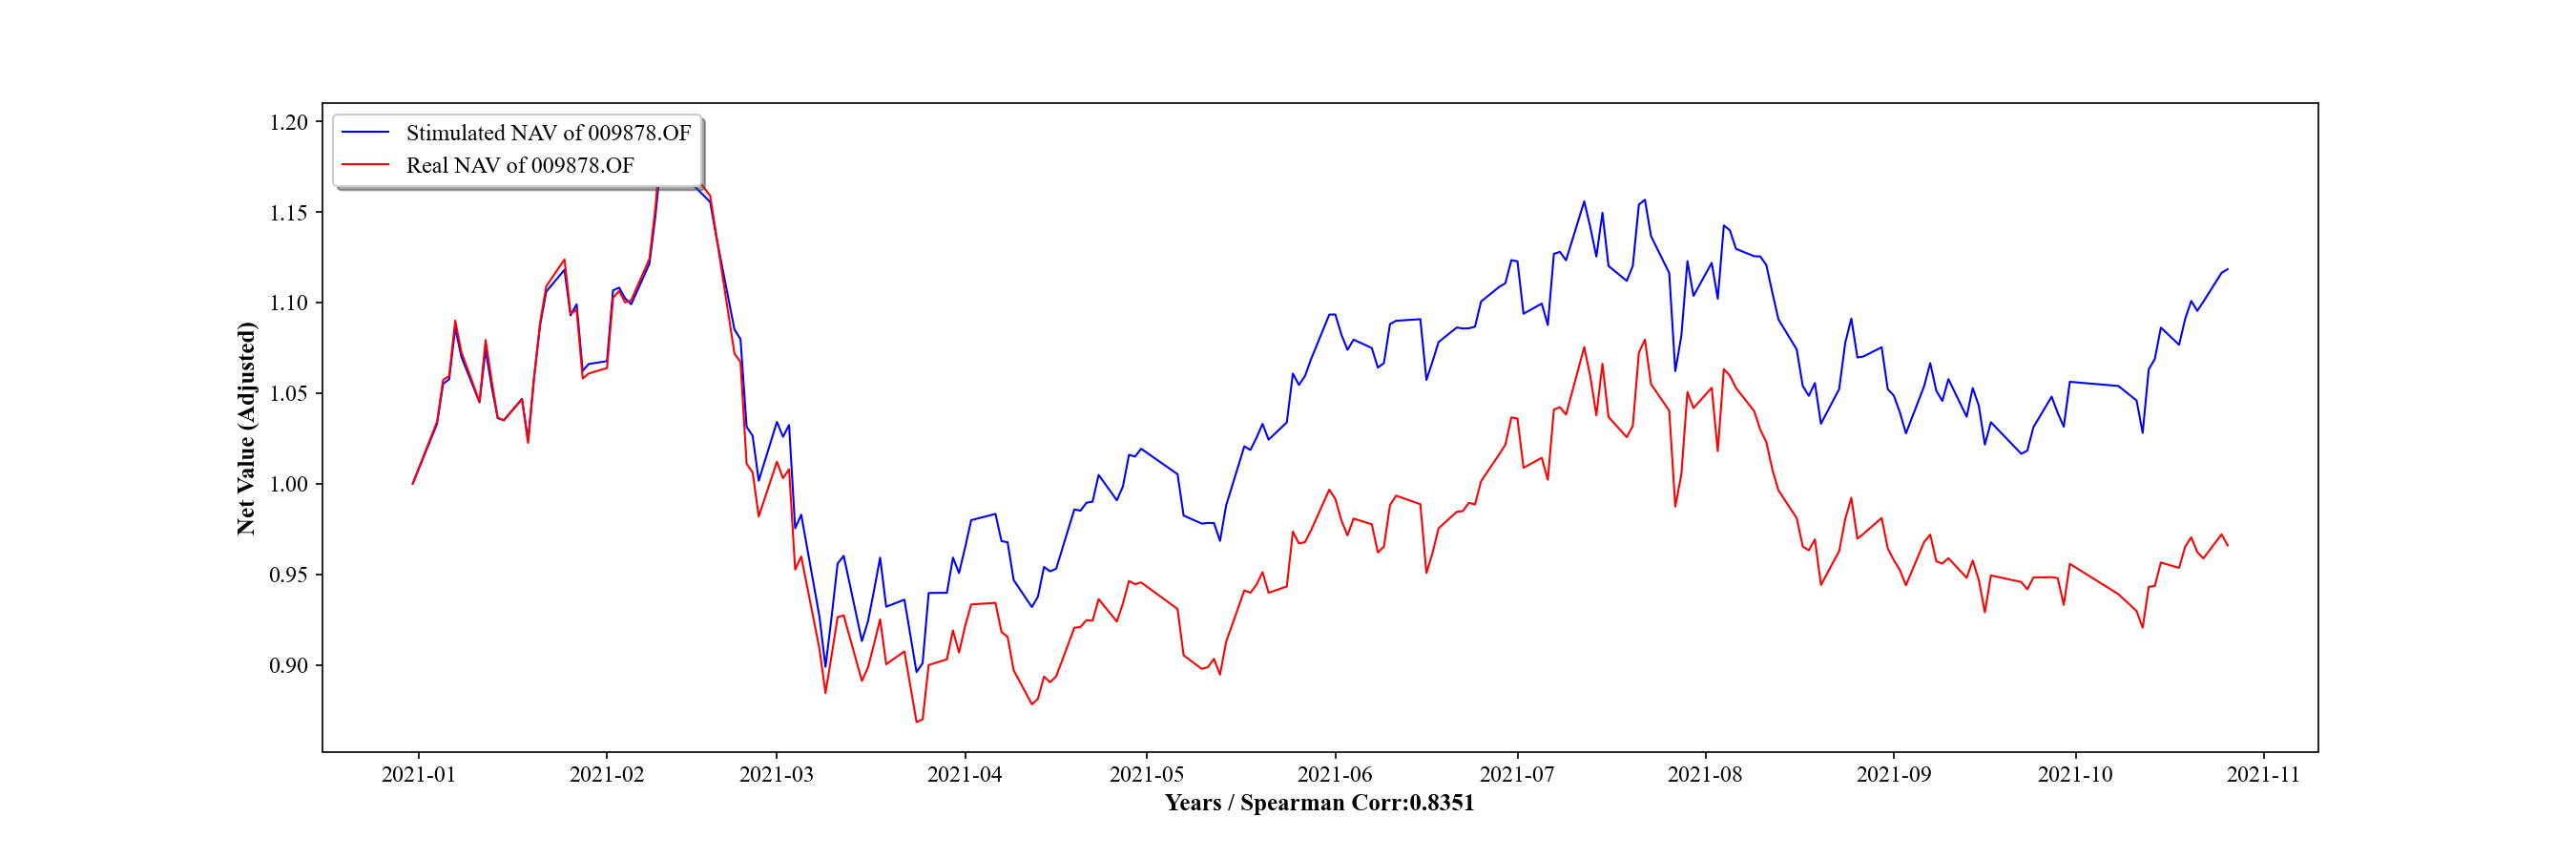 Stimulated NAV of 009878.OF
Real NAV of 009878.OF
1.20
1.15
1.10
1.05
1.00
0.95
0.90
Net Value (Adjusted)
2021-01 2021-02 2021-03 2021-04 2021-05 2021-06 2021-07 2021-08 2021-09 2021-10 2021-11
Years / Spearman Corr:0.8351